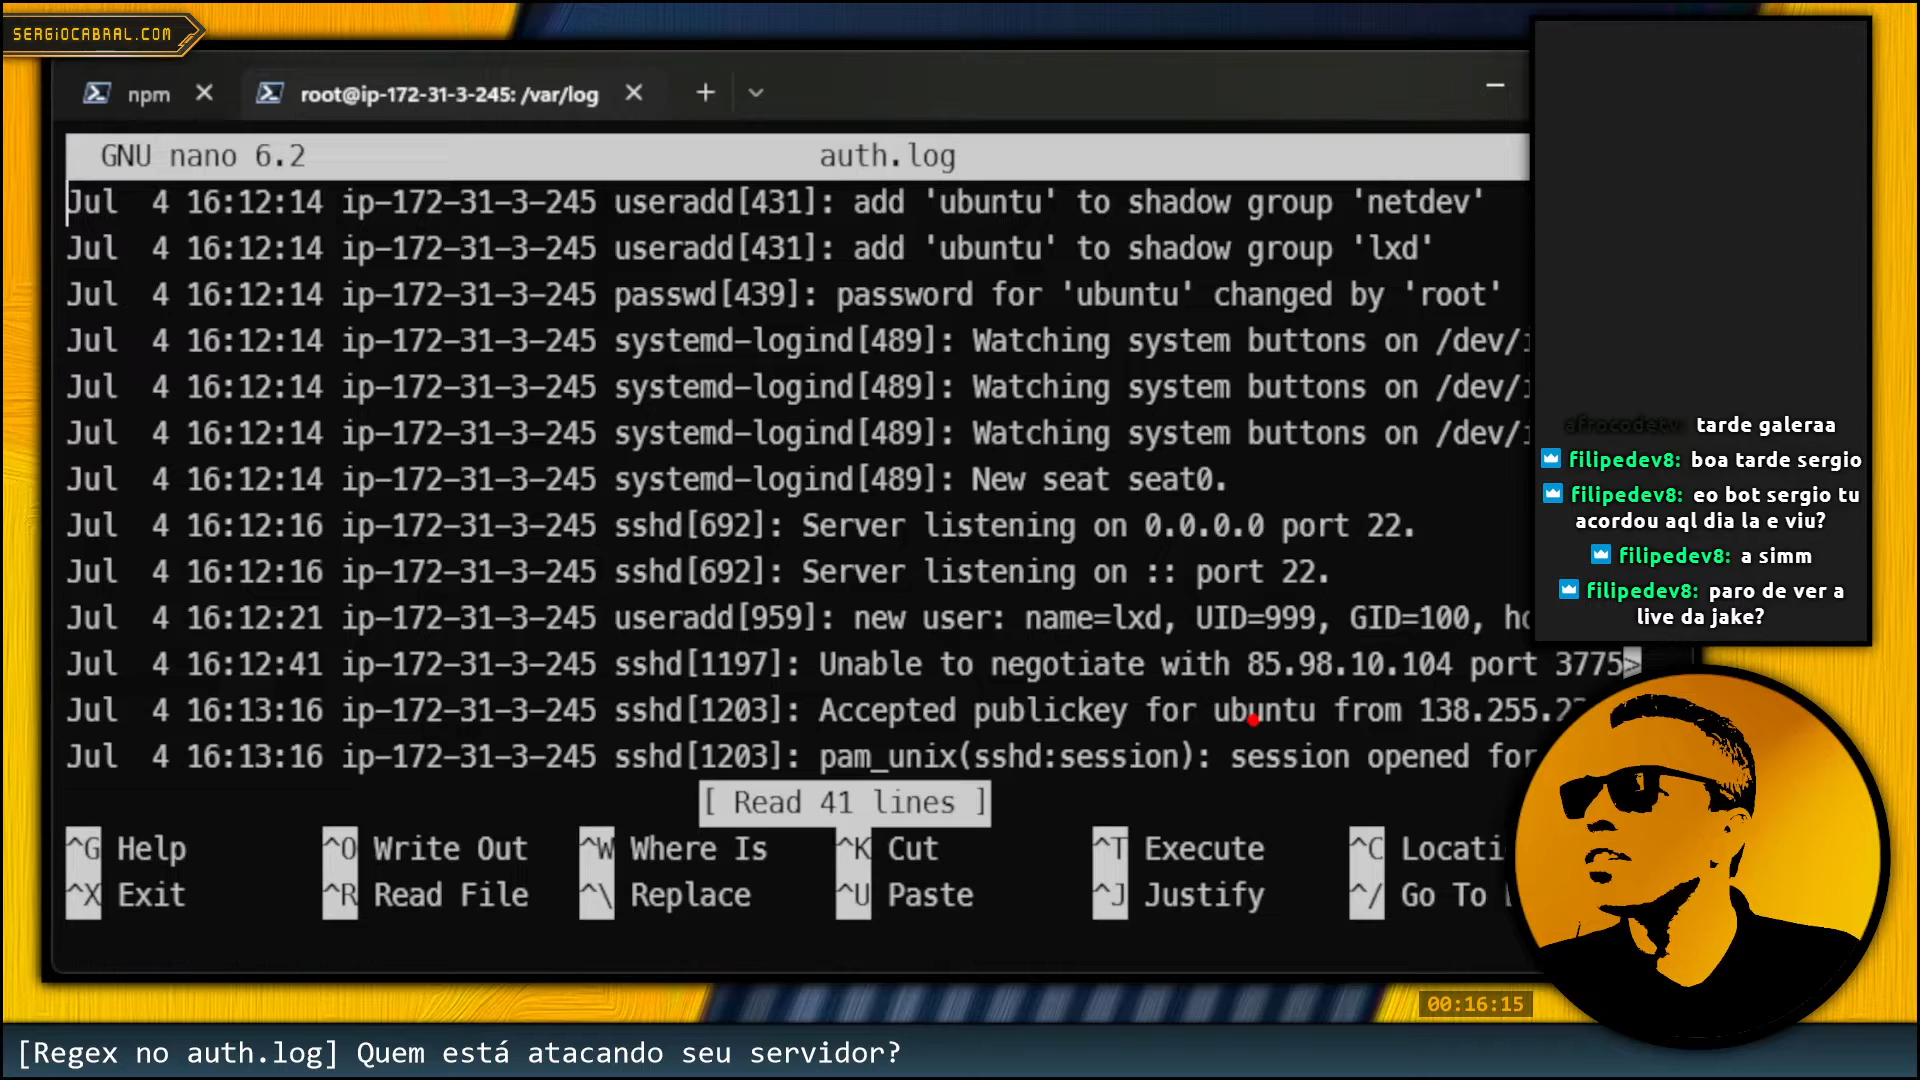 SERGIOCABRAL.COM
npm
root@ip-172-31-3-245: /var/log
GNU nano 6.2 auth.log
Jul 4 16:12:14 ip-172-31-3-245 useradd[431]: add 'ubuntu' to shadow group 'netdev'
Jul 4 16:12:14 ip-172-31-3-245 useradd[431]: add 'ubuntu' to shadow group 'lxd'
Jul 4 16:12:14 ip-172-31-3-245 passwd[439]: password for 'ubuntu' changed by 'root'
Jul 4 16:12:14 ip-172-31-3-245 systemd-logind[489]: Watching system buttons on /dev/i
Jul 4 16:12:14 ip-172-31-3-245 systemd-logind[489]: Watching system buttons on /dev/i
Jul 4 16:12:14 ip-172-31-3-245 systemd-logind[489]: Watching system buttons on /dev/i
Jul 4 16:12:14 ip-172-31-3-245 systemd-logind[489]: New seat seat0.
Jul 4 16:12:16 ip-172-31-3-245 sshd[692]: Server listening on 0.0.0.0 port 22.
Jul 4 16:12:16 ip-172-31-3-245 sshd[692]: Server listening on :: port 22.
Jul 4 16:12:21 ip-172-31-3-245 useradd[959]: new user: name=lxd, UID=999, GID=100, ho
Jul 4 16:12:41 ip-172-31-3-245 sshd[1197]: Unable to negotiate with 85.98.10.104 port 3775>
Jul 4 16:13:16 ip-172-31-3-245 sshd[1203]: Accepted publickey for ubuntu from 138.255.2
Jul 4 16:13:16 ip-172-31-3-245 sshd[1203]: pam_unix(sshd:session): session opened for
[ Read 41 lines ]
^G Help ^O Write Out ^W Where Is ^K Cut ^T Execute ^C Locati
^X Exit ^R Read File ^\ Replace ^U Paste ^J Justify ^/ Go To
afrocodetv: tarde galeraa
filipedev8: boa tarde sergio
filipedev8: eo bot sergio tu
acordou aql dia la e viu?
filipedev8: a simm
filipedev8: paro de ver a
live da jake?
00:16:15
[Regex no auth.log] Quem está atacando seu servidor?